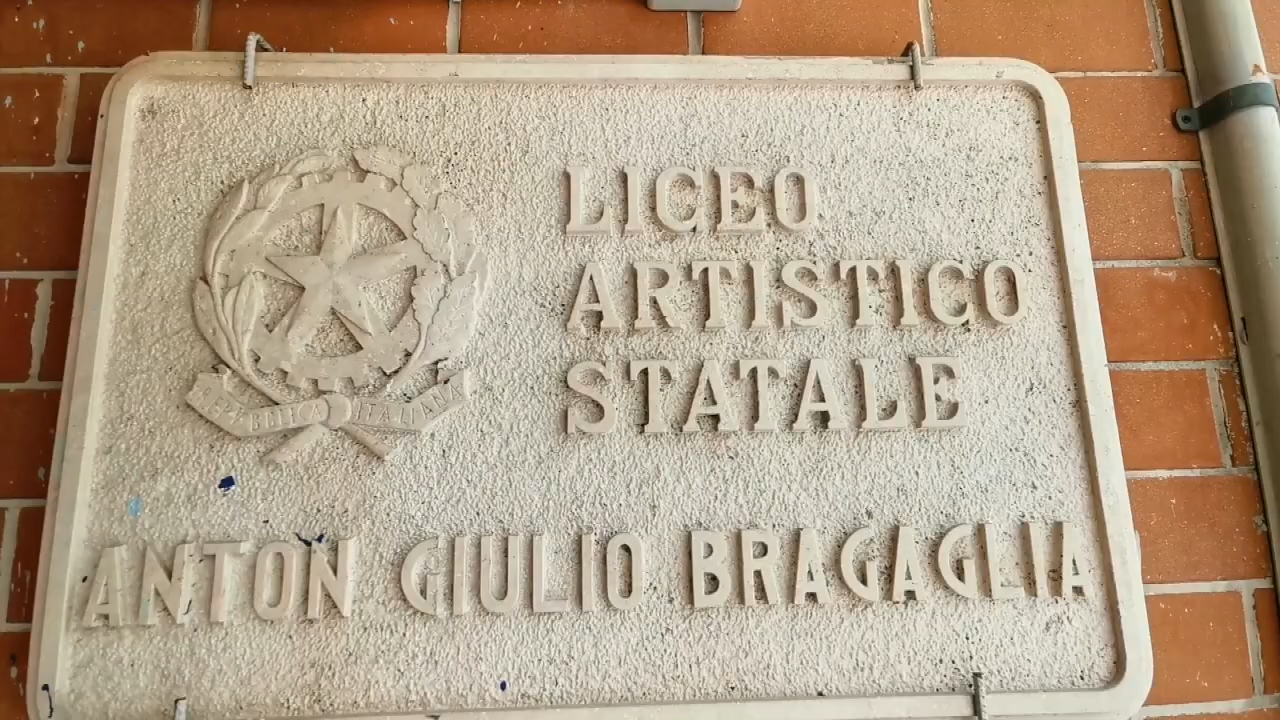 REPUBBLICA ITALIANA
LICEO
ARTISTICO
STATALE
ANTON GIULIO BRAGAGLIA